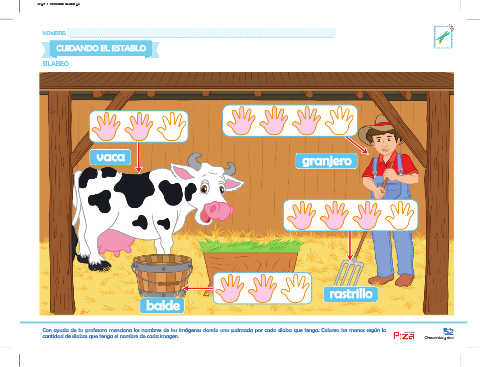 NOMBRE:
CUIDANDO EL ESTABLO
SILABEO
vaca
granjero
rastrillo
balde
Con ayuda de tu profesora menciona los nombres de las imágenes dando una palmada por cada sílaba que tenga. Colorea las manos según la
cantidad de sílabas que tenga el nombre de cada imagen.